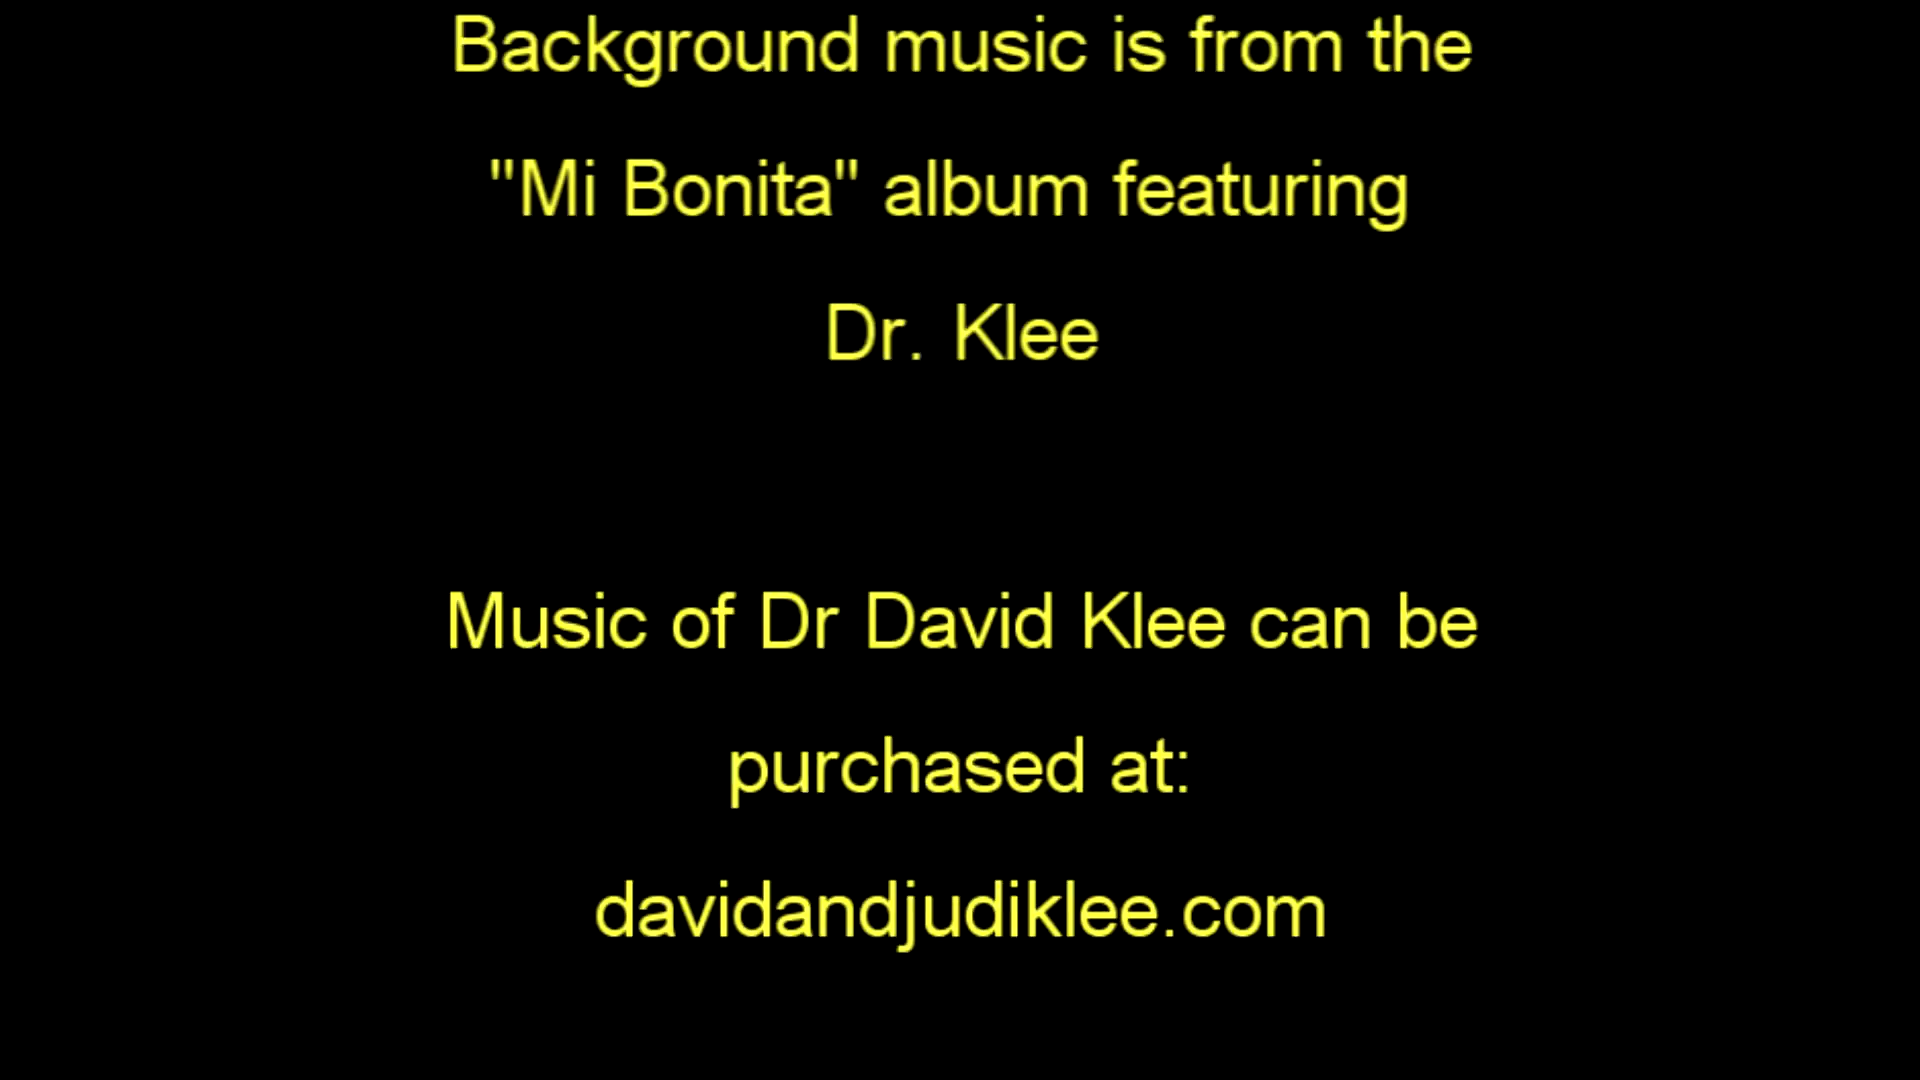 Background music is from the
"Mi Bonita" album featuring
Dr. Klee
Music of Dr David Klee can be
purchased at:
davidandjudiklee.com